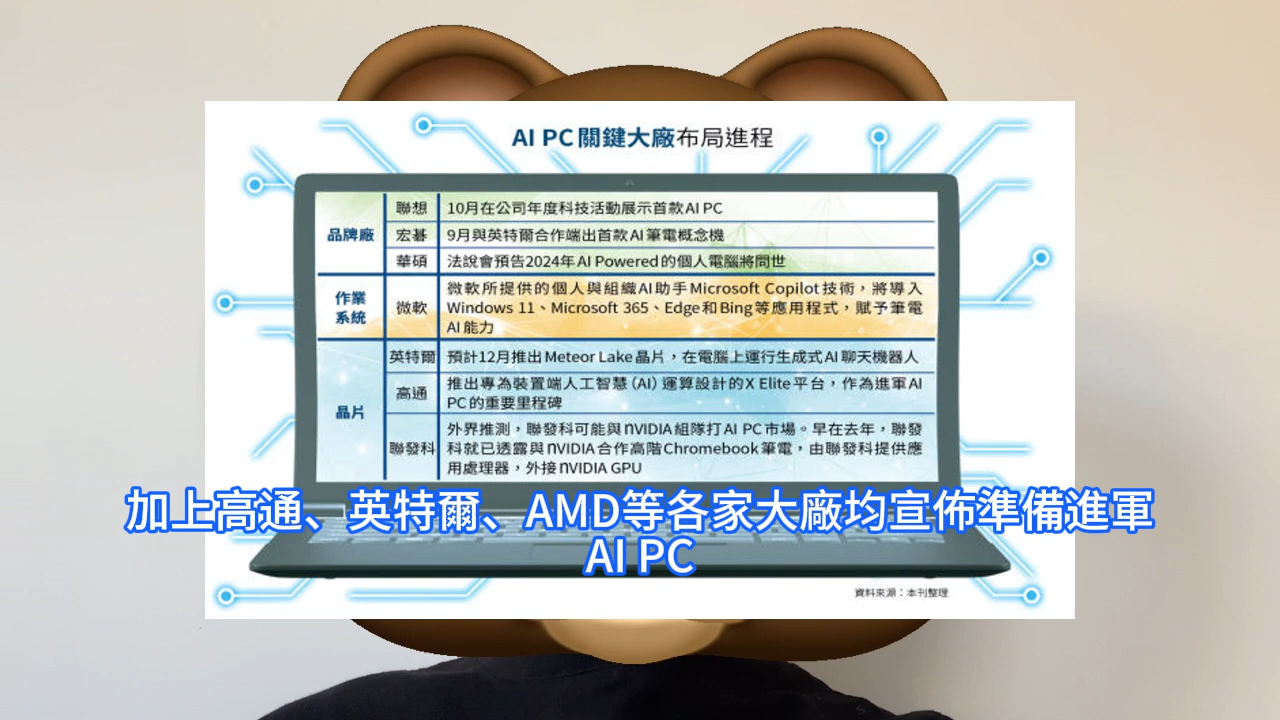 AI PC關鍵大廠布局進程
品牌廠
聯想
10月在公司年度科技活動展示首款AI PC
宏碁
9月與英特爾合作端出首款AI筆電概念機
華碩
法說會預告2024年AI Powered的個人電腦將問世
作業
系統
微軟
微軟所提供的個人與組織AI助手Microsoft Copilot技術，將導入
Windows 11、Microsoft 365、Edge和Bing等應用程式，賦予筆電
AI能力
晶片
英特爾
預計12月推出Meteor Lake晶片，在電腦上運行生成式AI聊天機器人
高通
推出專為裝置端人工智慧（AI）運算設計的X Elite平台，作為進軍AI
PC的重要里程碑
聯發科
外界推測，聯發科可能與nVIDIA組隊打AI PC市場。早在去年，聯發
科就已透露與nVIDIA合作高階Chromebook筆電，由聯發科提供應
用處理器，外接nVIDIA GPU
加上高通、英特爾、AMD等各家大廠均宣佈準備進軍
AI PC
資料來源：本刊整理